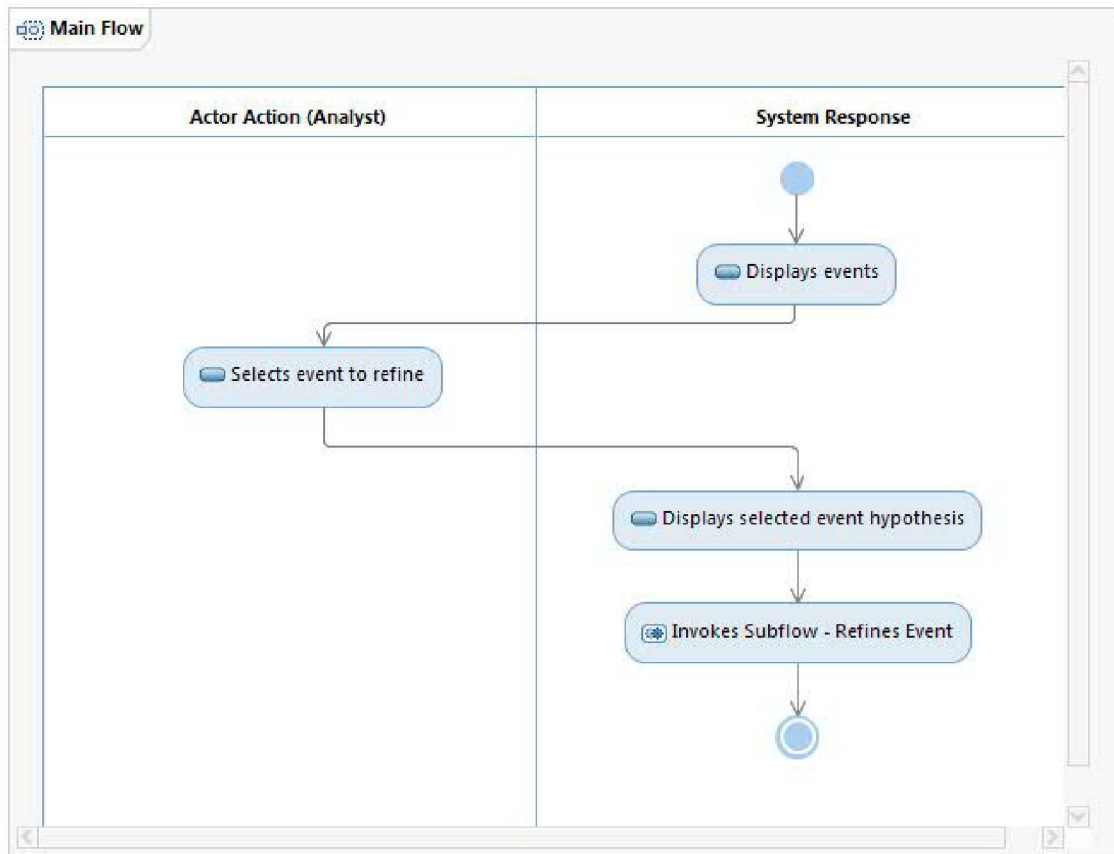 Main Flow
Actor Action (Analyst)
System Response
Displays events
Selects event to refine
Displays selected event hypothesis
Invokes Subflow - Refines Event